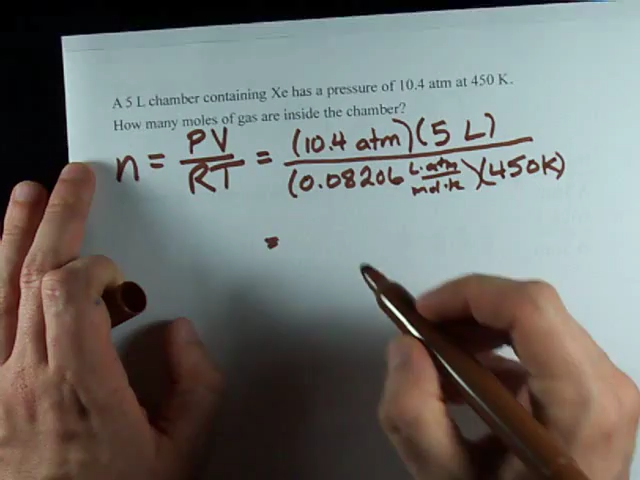 A 5 L chamber containing Xe has a pressure of 10.4 atm at 450 K.
How many moles of gas are inside the chamber?
n = PV/RT = (10.4 atm)(5 L)/(0.08206 L·atm/mol·K)(450K)
=